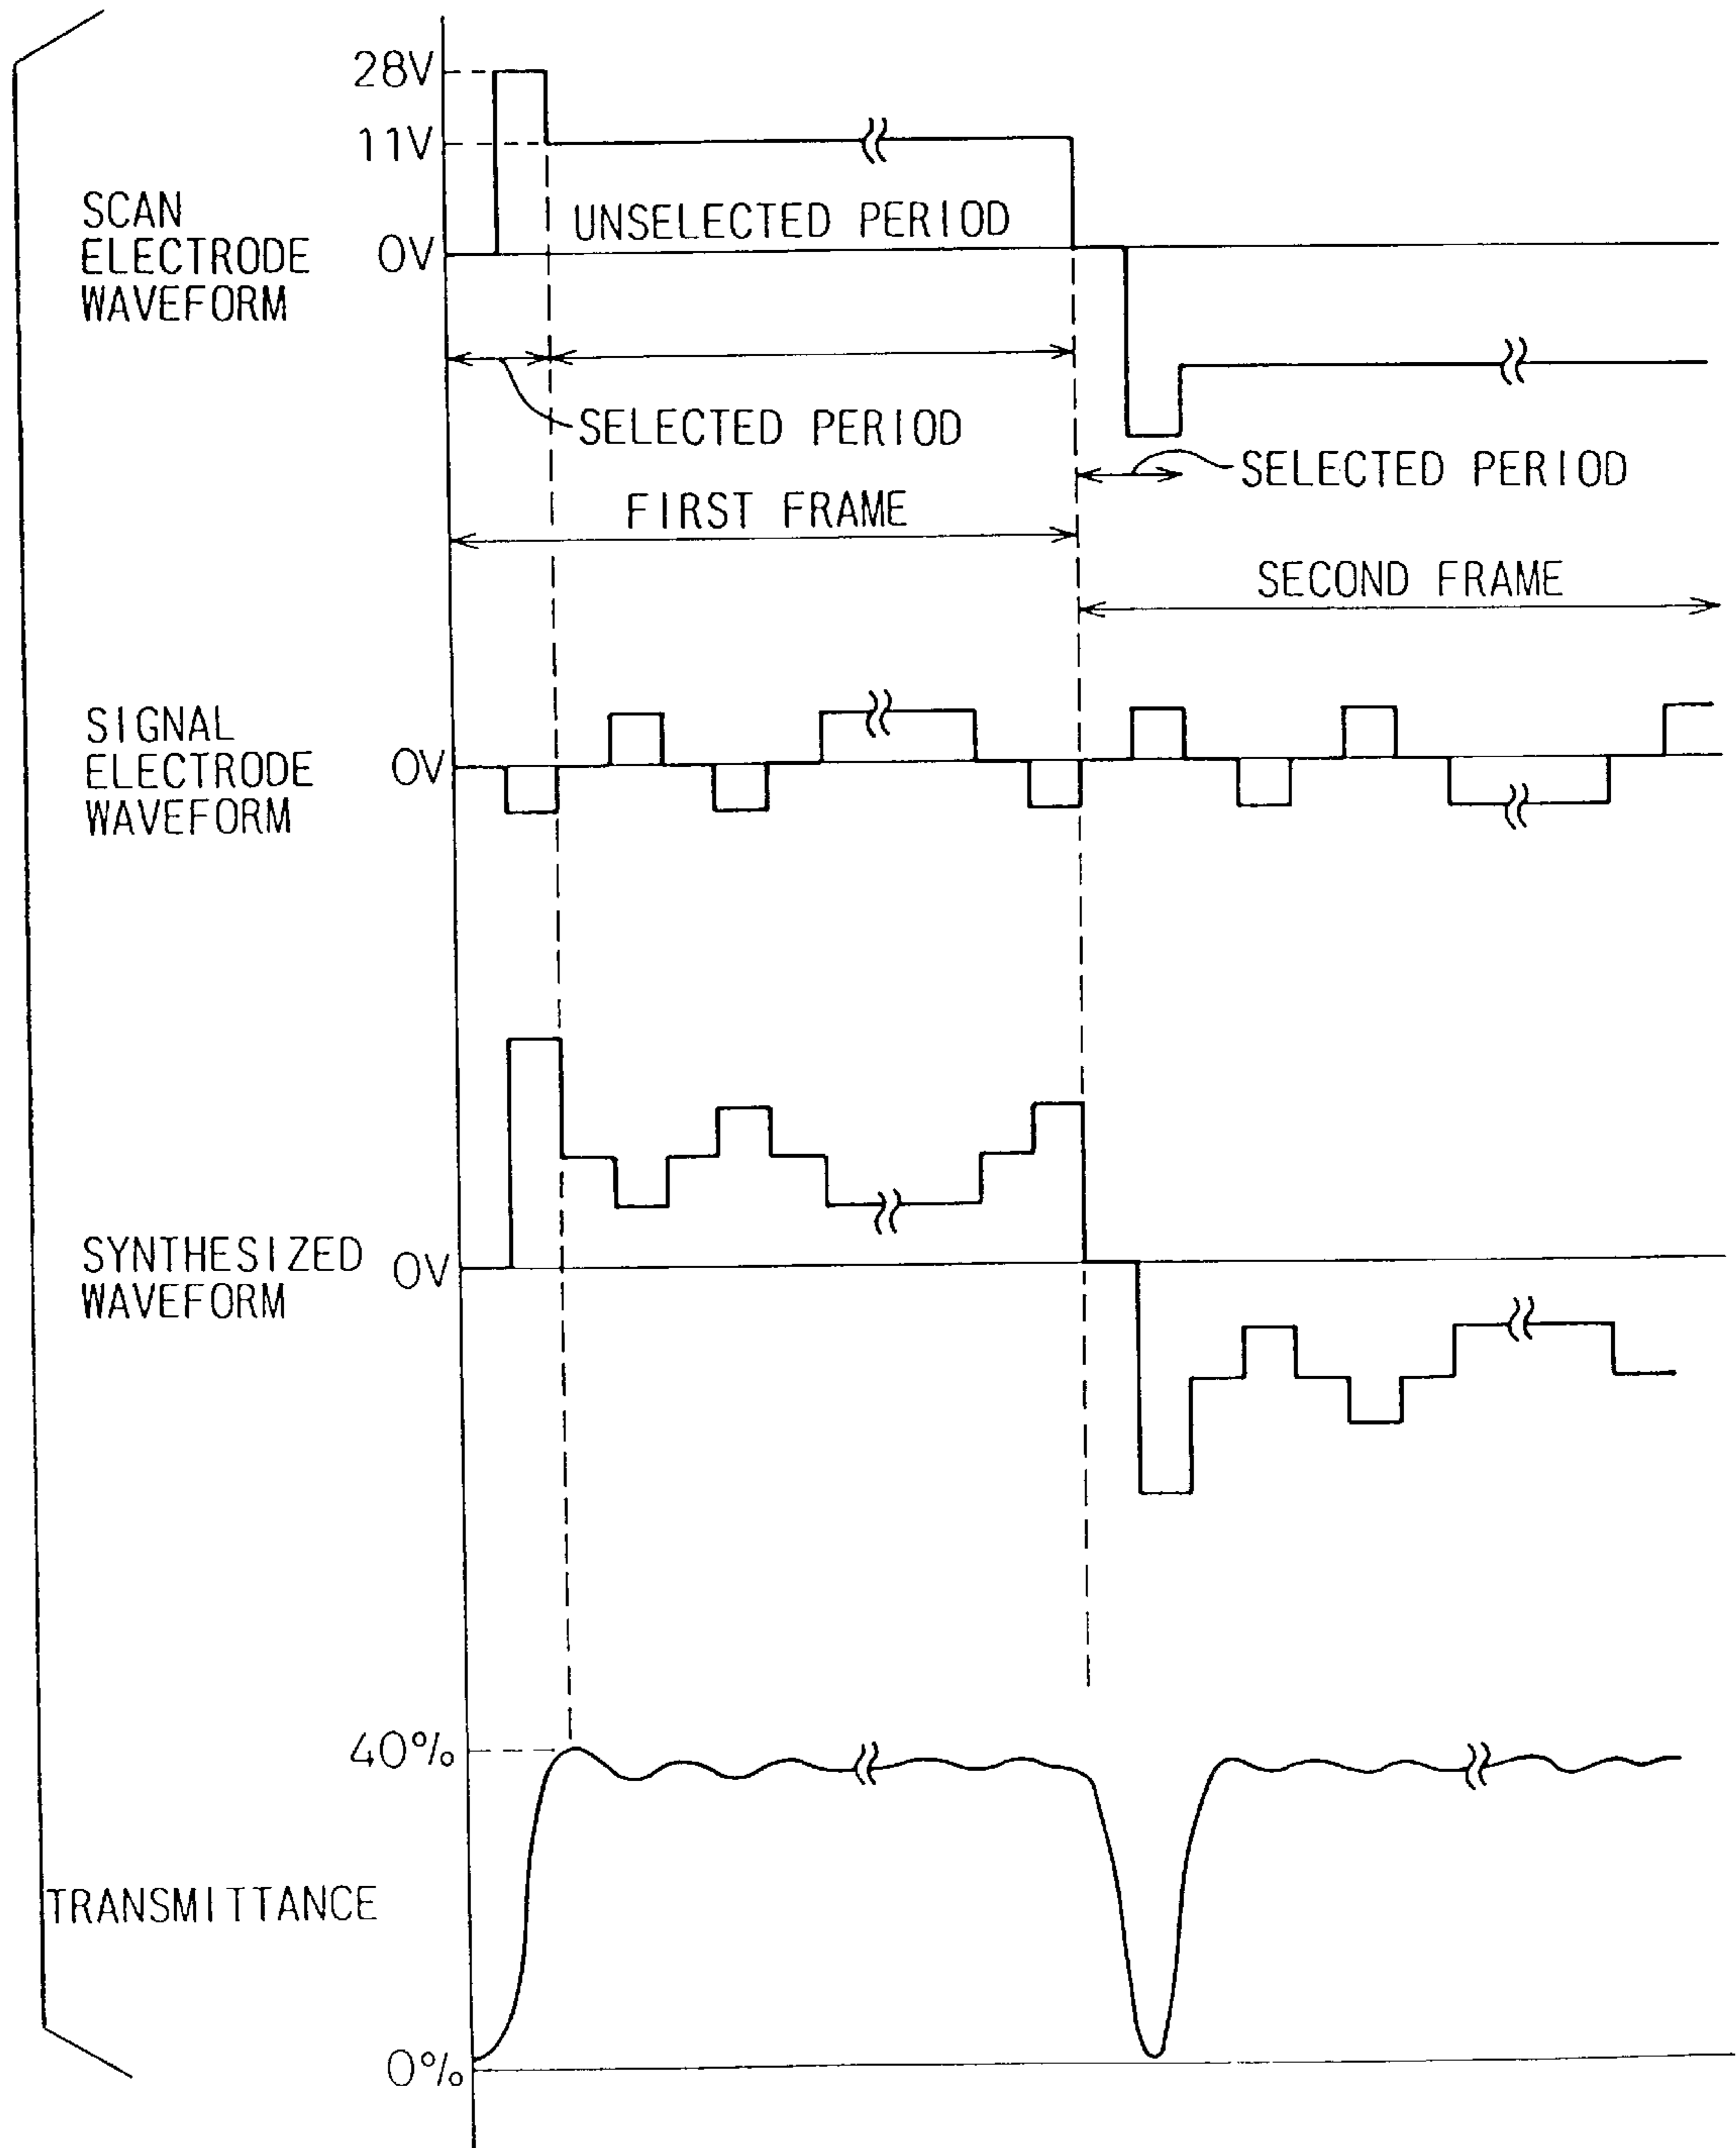 28V
11V
SCAN
ELECTRODE
WAVEFORM
0V
UNSELECTED PERIOD
SELECTED PERIOD
SELECTED PERIOD
FIRST FRAME
SECOND FRAME
SIGNAL
ELECTRODE
WAVEFORM
0V
SYNTHESIZED
WAVEFORM
0V
40%
TRANSMITTANCE
0%